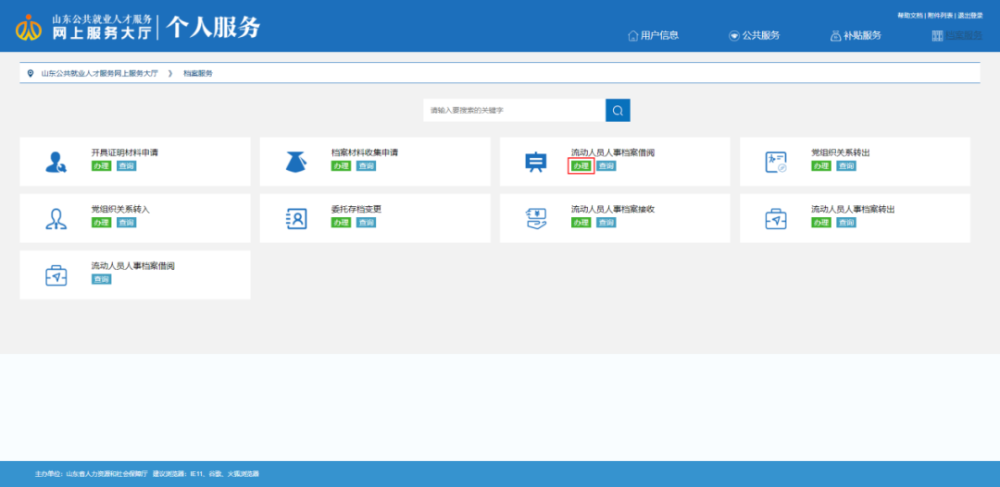 山东公共就业人才服务
网上服务大厅
个人服务
帮助文档 | 附件列表 | 退出登录
用户信息
公共服务
补贴服务
档案服务
山东公共就业人才服务网上服务大厅 》 档案服务
请输入要搜索的关键字
开具证明材料申请
办理 查询
档案材料收集申请
办理 查询
流动人员人事档案借阅
办理 查询
党组织关系转出
办理 查询
党组织关系转入
办理 查询
委托存档变更
办理 查询
流动人员人事档案接收
办理 查询
流动人员人事档案转出
办理 查询
流动人员人事档案借阅
查询
主办单位：山东省人力资源和社会保障厅 建议浏览器：IE11、谷歌、火狐浏览器